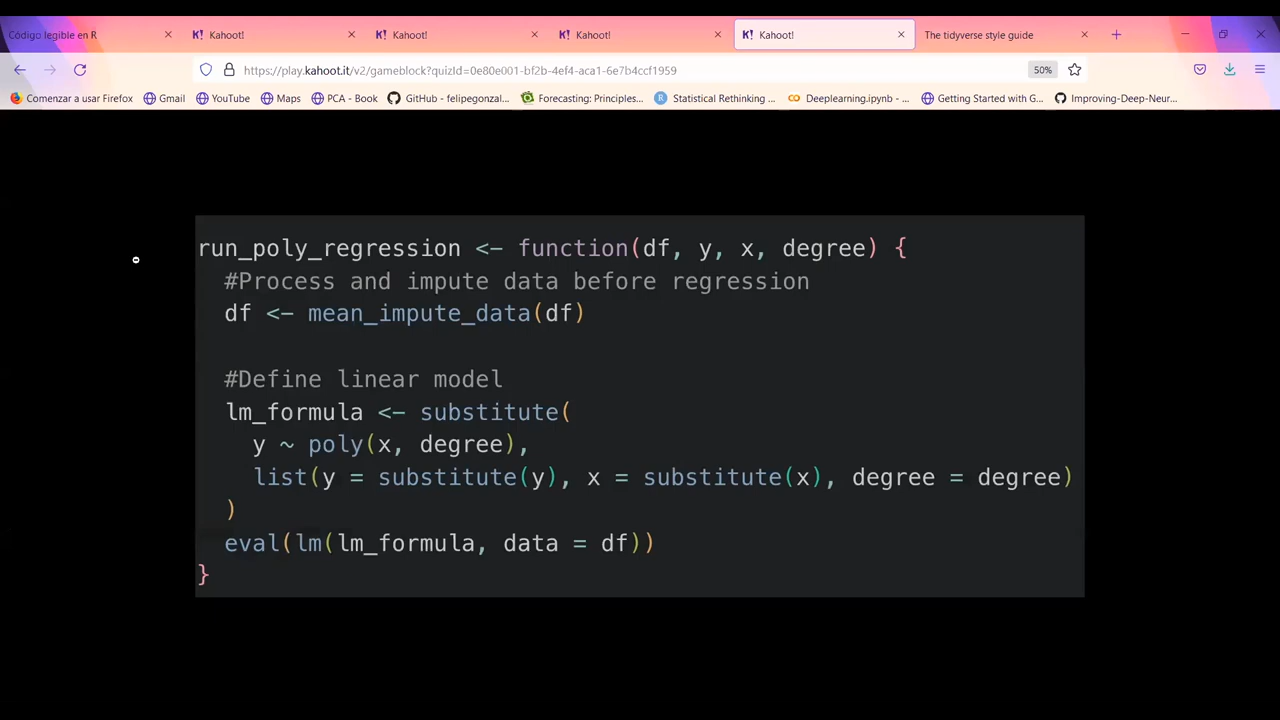 Código legible en R
K! Kahoot!
K! Kahoot!
K! Kahoot!
K! Kahoot!
The tidyverse style guide
https://play.kahoot.it/v2/gameblock?quizId=0e80e001-bf2b-4ef4-aca1-6e7b4ccf1959
50%
Comenzar a usar Firefox
Gmail
YouTube
Maps
PCA - Book
GitHub - felipegonzal...
Forecasting: Principles...
R Statistical Rethinking ...
Deeplearning.ipynb - ...
Getting Started with G...
Improving-Deep-Neur...
run_poly_regression <- function(df, y, x, degree) {
#Process and impute data before regression
df <- mean_impute_data(df)
#Define linear model
lm_formula <- substitute(
y ~ poly(x, degree),
list(y = substitute(y), x = substitute(x), degree = degree)
)
eval(lm(lm_formula, data = df))
}